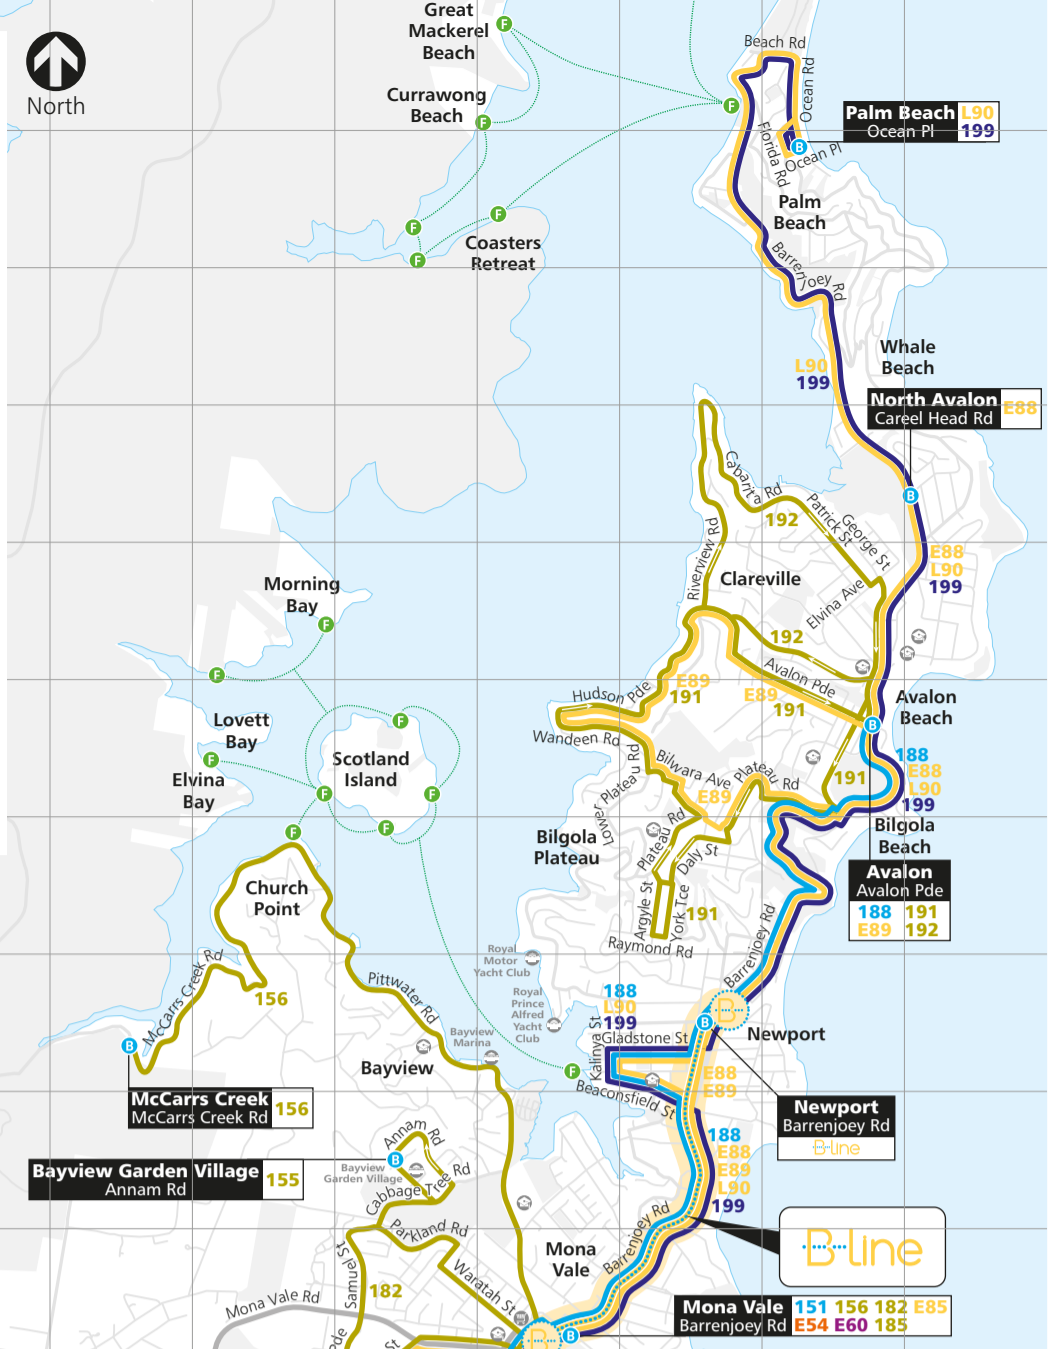 Great
Mackerel
Beach
North
Currawong
Beach
Beach Rd
Ocean Rd
Palm Beach L90
Ocean Pl 199
Florida Rd
Ocean Pl
Palm
Beach
Coasters
Retreat
Barrenjoey Rd
Whale
Beach
L90
199
North Avalon E88
Careel Head Rd
Cabarita Rd
192
Patrick St
George St
Riverview Rd
Clareville
E88
L90
199
Elvina Ave
Morning
Bay
192
Avalon Pde
E89
191
E89
191
Hudson Pde
Wandeen Rd
Avalon
Beach
Lovett
Bay
Scotland
Island
Elvina
Bay
Lower Plateau Rd
Bilwara Ave
Plateau Rd
E89
191
188
E88
L90
199
Bilgola
Beach
Bilgola
Plateau
Plateau Rd
Daly St
Avalon
Avalon Pde
188 191
E89 192
Church
Point
Argyle St
York Tce
191
Raymond Rd
Barrenjoey Rd
McCarrs Creek Rd
156
Pittwater Rd
Royal
Motor
Yacht Club
Royal
Prince
Alfred
Yacht
Club
188
L90
199
Kalinya St
Gladstone St
B
Newport
Bayview
Marina
Bayview
Beaconsfield St
E88
E89
McCarrs Creek 156
McCarrs Creek Rd
Newport
Barrenjoey Rd
B-line
Annam Rd
Bayview Garden Village 155
Annam Rd
Bayview
Garden Village
Cabbage Tree Rd
188
E88
E89
L90
199
Parkland Rd
Samuel St
Mona
Vale
Barrenjoey Rd
B-line
Waratah St
182
Mona Vale Rd
Mona Vale 151 156 182 E85
Barrenjoey Rd E54 E60 185
B
St